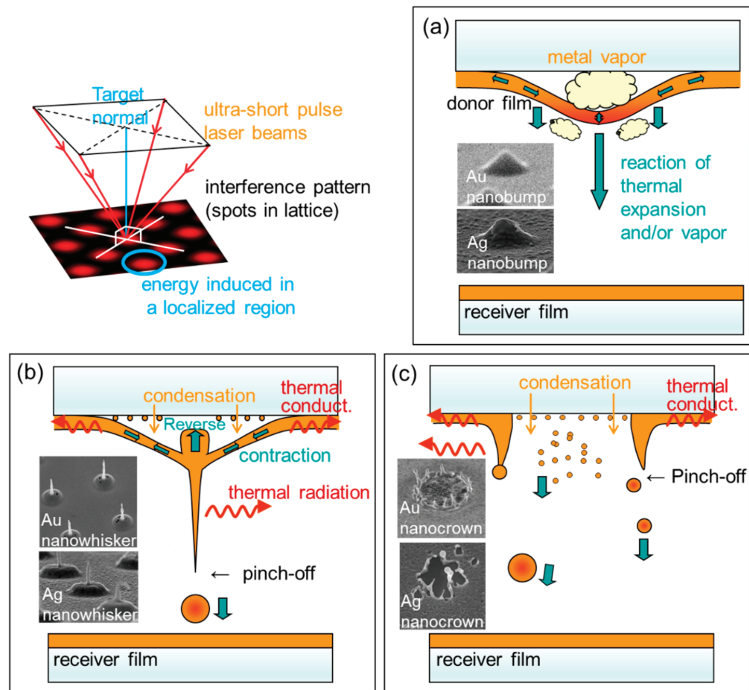 Target
normal
ultra-short pulse
laser beams
interference pattern
(spots in lattice)
energy induced in
a localized region
(a)
metal vapor
donor film
reaction of
thermal
expansion
and/or vapor
Au
nanobump
Ag
nanobump
receiver film
(b)
condensation
thermal
conduct.
Reverse
contraction
thermal radiation
Au
nanowhisker
Ag
nanowhisker
← pinch-off
receiver film
(c)
condensation
thermal
conduct.
← Pinch-off
Au
nanocrown
Ag
nanocrown
receiver film